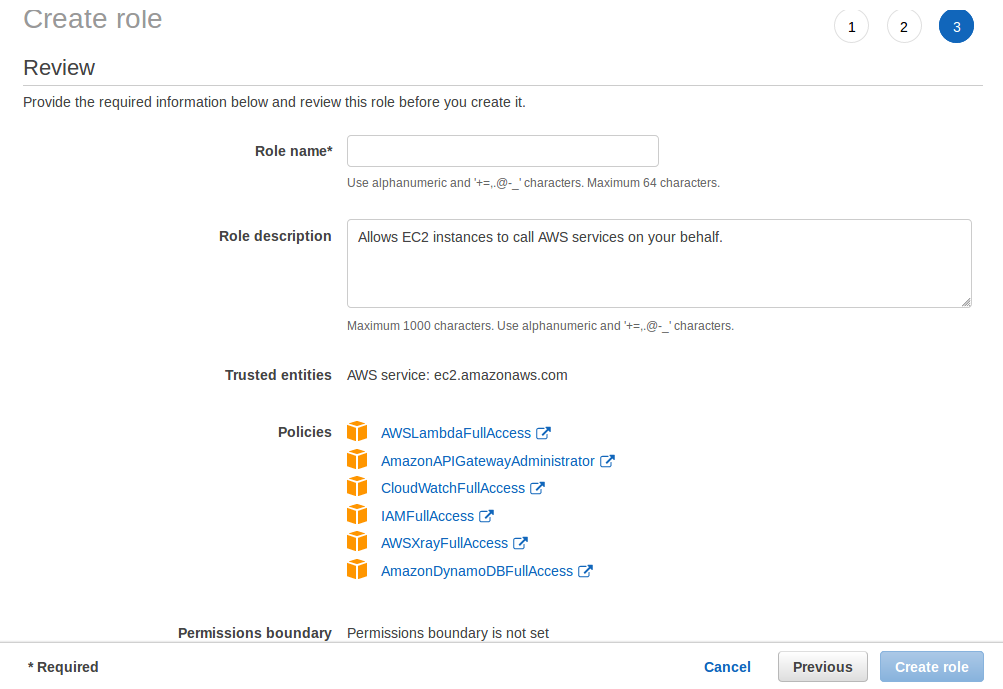 Create role
1 2 3
Review
Provide the required information below and review this role before you create it.
Role name*
Use alphanumeric and '+=,.@-_' characters. Maximum 64 characters.
Role description Allows EC2 instances to call AWS services on your behalf.
Maximum 1000 characters. Use alphanumeric and '+=,.@-_' characters.
Trusted entities AWS service: ec2.amazonaws.com
Policies AWSLambdaFullAccess
AmazonAPIGatewayAdministrator
CloudWatchFullAccess
IAMFullAccess
AWSXrayFullAccess
AmazonDynamoDBFullAccess
Permissions boundary Permissions boundary is not set
* Required Cancel Previous Create role